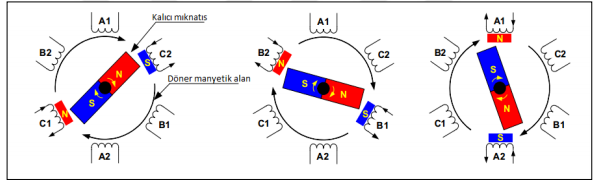 A1
Kalıcı mıknatıs
B2
C2
S
N
S
N
C1
B1
Döner manyetik alan
A2
A1
B2
N
C2
S
N
C1
S
B1
A2
A1
N
B2
C2
S
N
C1
B1
S
A2